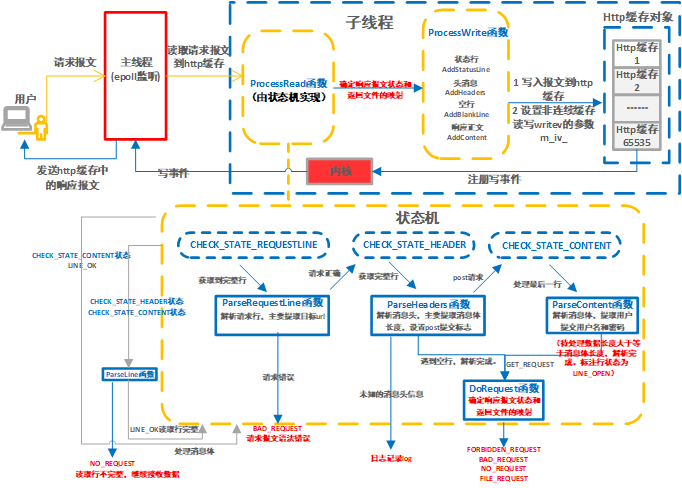 子线程
Http缓存对象
请求报文
主线程
(epoll监听)
读取请求报文
到http缓存
ProcessRead函数
(由状态机实现)
确定响应报文状态和
返回文件的映射
ProcessWrite函数
状态行
AddStatusLine
头消息
AddHeaders
空行
AddBlankLine
响应正文
AddContent
1 写入报文到http
缓存
2 设置非连续缓存
读写writev的参数
m_iv_
Http缓存
1
Http缓存
2
------
Http缓存
65535
用户
发送http缓存中
的响应报文
写事件
内核
注册写事件
状态机
CHECK_STATE_REQUESTLINE
CHECK_STATE_HEADER
CHECK_STATE_CONTENT
CHECK_STATE_CONTENT状态
LINE_OK
获取到完整行
请求正确
获取完整行
post请求
处理最后一行
CHECK_STATE_HEADER状态
CHECK_STATE_CONTENT状态
ParseRequestLine函数
解析请求行，主要提取目标url
ParseHeaders函数
解析消息头，主要提取消息体
长度，设置post提交标志
ParseContent函数
解析消息体，提取用户
提交用户名和密码
(待处理数据长度大于等
于消息体长度，解析完
成，标注行状态为
LINE_OPEN)
ParseLine函数
请求错误
未知的消息头信息
遇到空行，解析完成。
GET_REQUEST
DoRequest函数
确定响应报文状态和
返回文件的映射
LINE_OK读取行完整
处理消息体
BAD_REQUEST
请求报文语法错误
NO_REQUEST
读取行不完整，继续接收数据
日志记录log
FORBIDDEN_REQUEST
BAD_REQUEST
NO_REQUEST
FILE_REQUEST